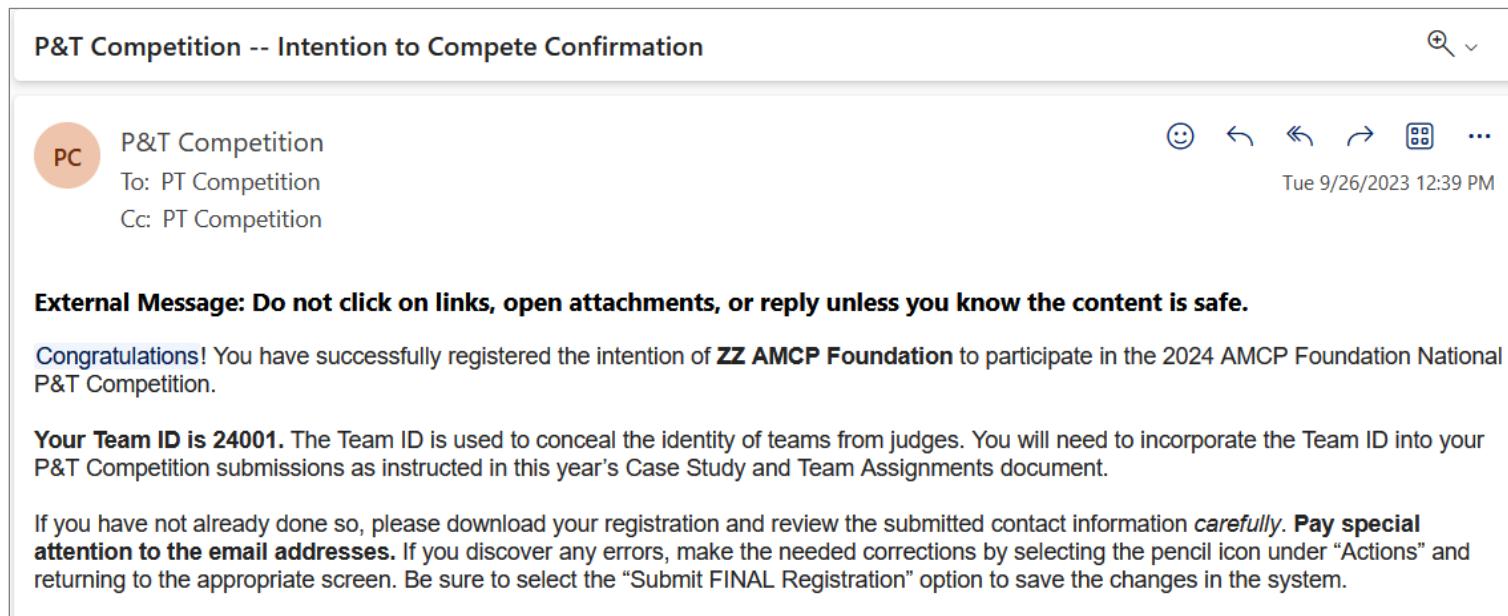 P&T Competition -- Intention to Compete Confirmation
PC
P&T Competition
To: PT Competition
Cc: PT Competition
Tue 9/26/2023 12:39 PM
External Message: Do not click on links, open attachments, or reply unless you know the content is safe.
Congratulations! You have successfully registered the intention of ZZ AMCP Foundation to participate in the 2024 AMCP Foundation National
P&T Competition.
Your Team ID is 24001. The Team ID is used to conceal the identity of teams from judges. You will need to incorporate the Team ID into your
P&T Competition submissions as instructed in this year’s Case Study and Team Assignments document.
If you have not already done so, please download your registration and review the submitted contact information carefully. Pay special
attention to the email addresses. If you discover any errors, make the needed corrections by selecting the pencil icon under “Actions” and
returning to the appropriate screen. Be sure to select the “Submit FINAL Registration” option to save the changes in the system.